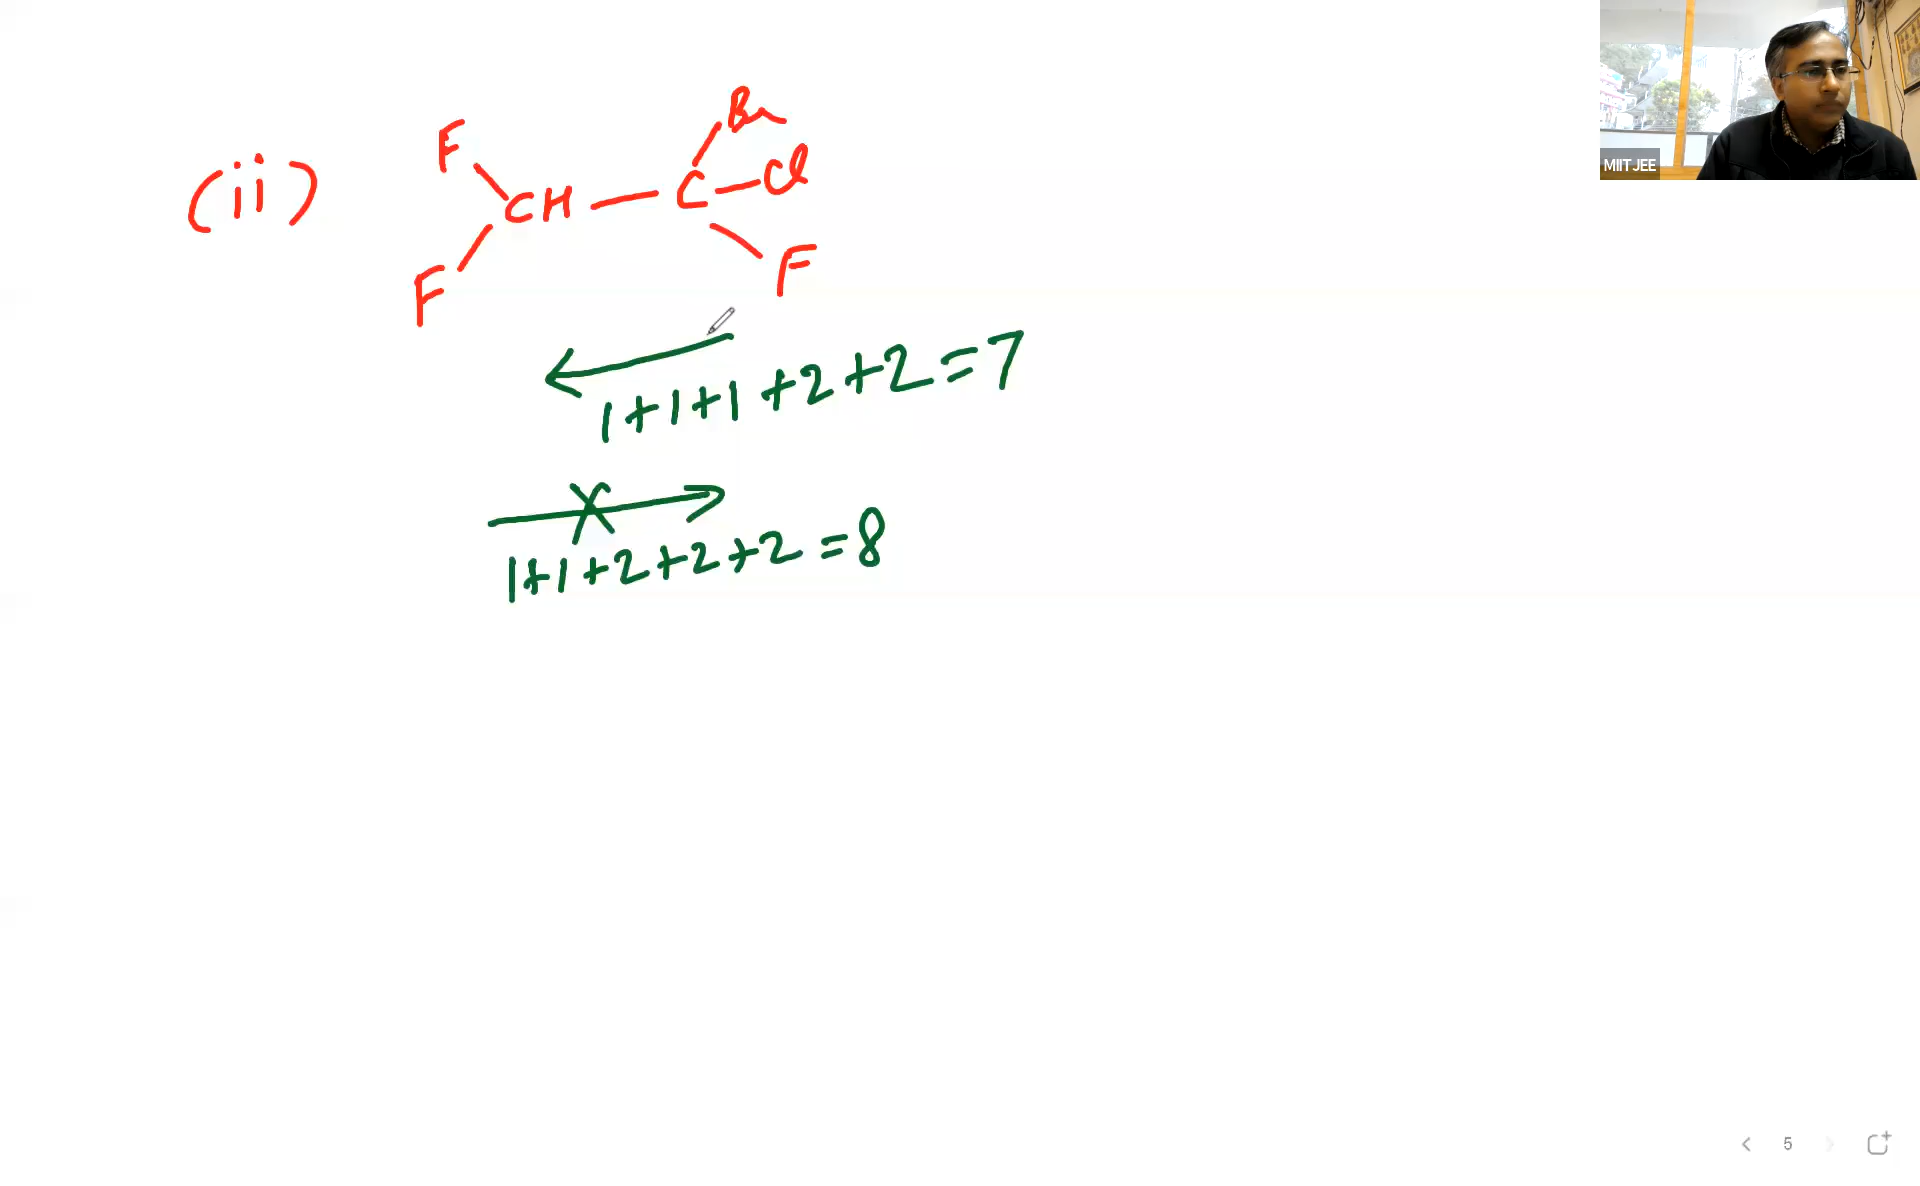 (ii)
F
Br
CH — C — Cl
F
F
1+1+1+2+2=7
1+1+2+2+2=8
MIIT JEE
5